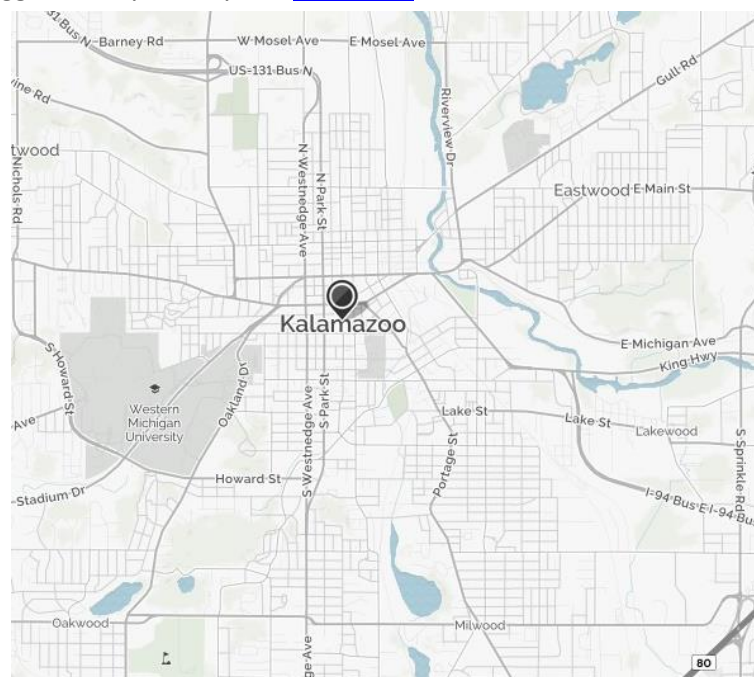 31·Bus·N
Barney Rd
W·Mosel·Ave
E·Mosel·Ave
US-131·Bus·N
Gull·Rd
Riverview·Dr
Nichols·Rd
N·Westnedge·Ave
N·Park·St
Eastwood
E·Main·St
Kalamazoo
E·Michigan·Ave
King·Hwy
S·Howard·St
Western
Michigan
University
Oakland·Dr
S·Westnedge·Ave
S·Park·St
Lake·St
Lake·St
Lakewood
Portage·St
S·Sprinkle·Rd
Howard·St
Stadium·Dr
I-94·Bus·E
Oakwood
Milwood
80